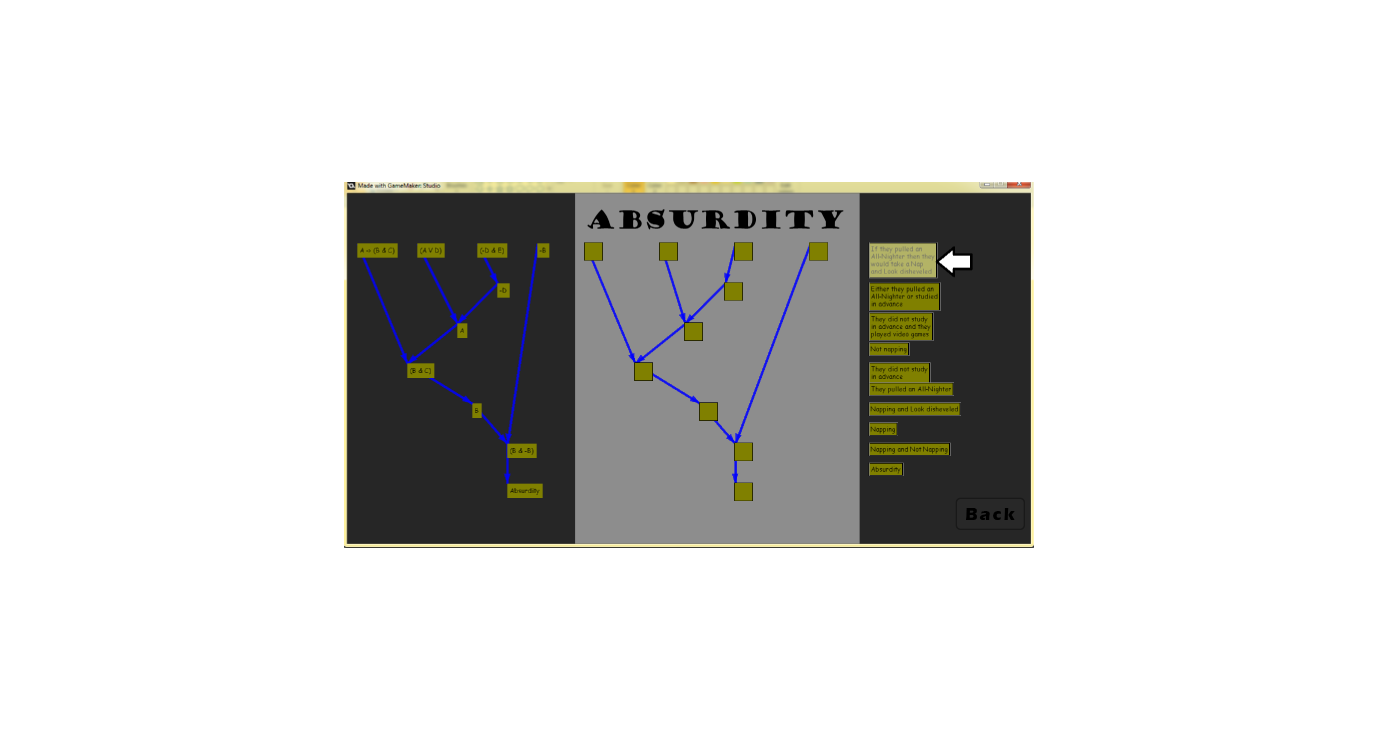 Made with GameMaker: Studio
ABSURDITY
A -> (B & C)
(A V D)
(~D & E)
~B
~D
A
(B & C)
B
(B & ~B)
Absurdity
If they pulled an
All-Nighter then they
would take a Nap
and Look disheveled
Either they pulled an
All-Nighter or studied
in advance
They did not study
in advance and they
played video games
Not napping
They did not study
in advance
They pulled an All-Nighter
Napping and Look disheveled
Napping
Napping and Not Napping
Absurdity
Back